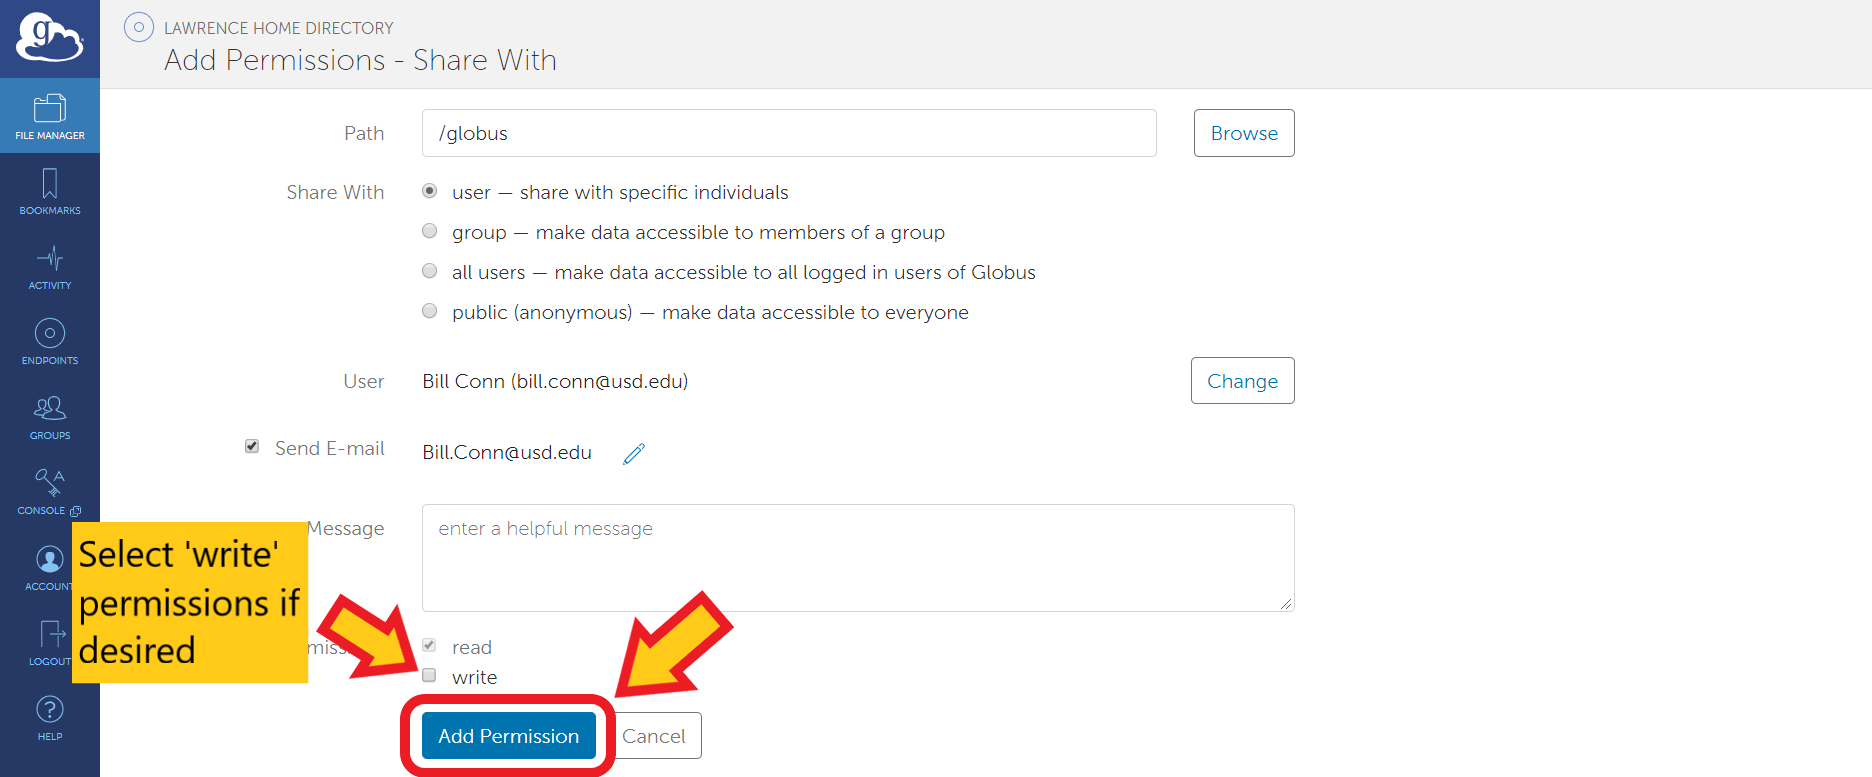 g
LAWRENCE HOME DIRECTORY
Add Permissions - Share With
FILE MANAGER
BOOKMARKS
ACTIVITY
ENDPOINTS
GROUPS
CONSOLE
ACCOUNT
LOGOUT
HELP
Path
/globus
Browse
Share With
user — share with specific individuals
group — make data accessible to members of a group
all users — make data accessible to all logged in users of Globus
public (anonymous) — make data accessible to everyone
User
Bill Conn (bill.conn@usd.edu)
Change
Send E-mail
Bill.Conn@usd.edu
Message
enter a helpful message
Select 'write'
permissions if
desired
read
write
Add Permission
Cancel